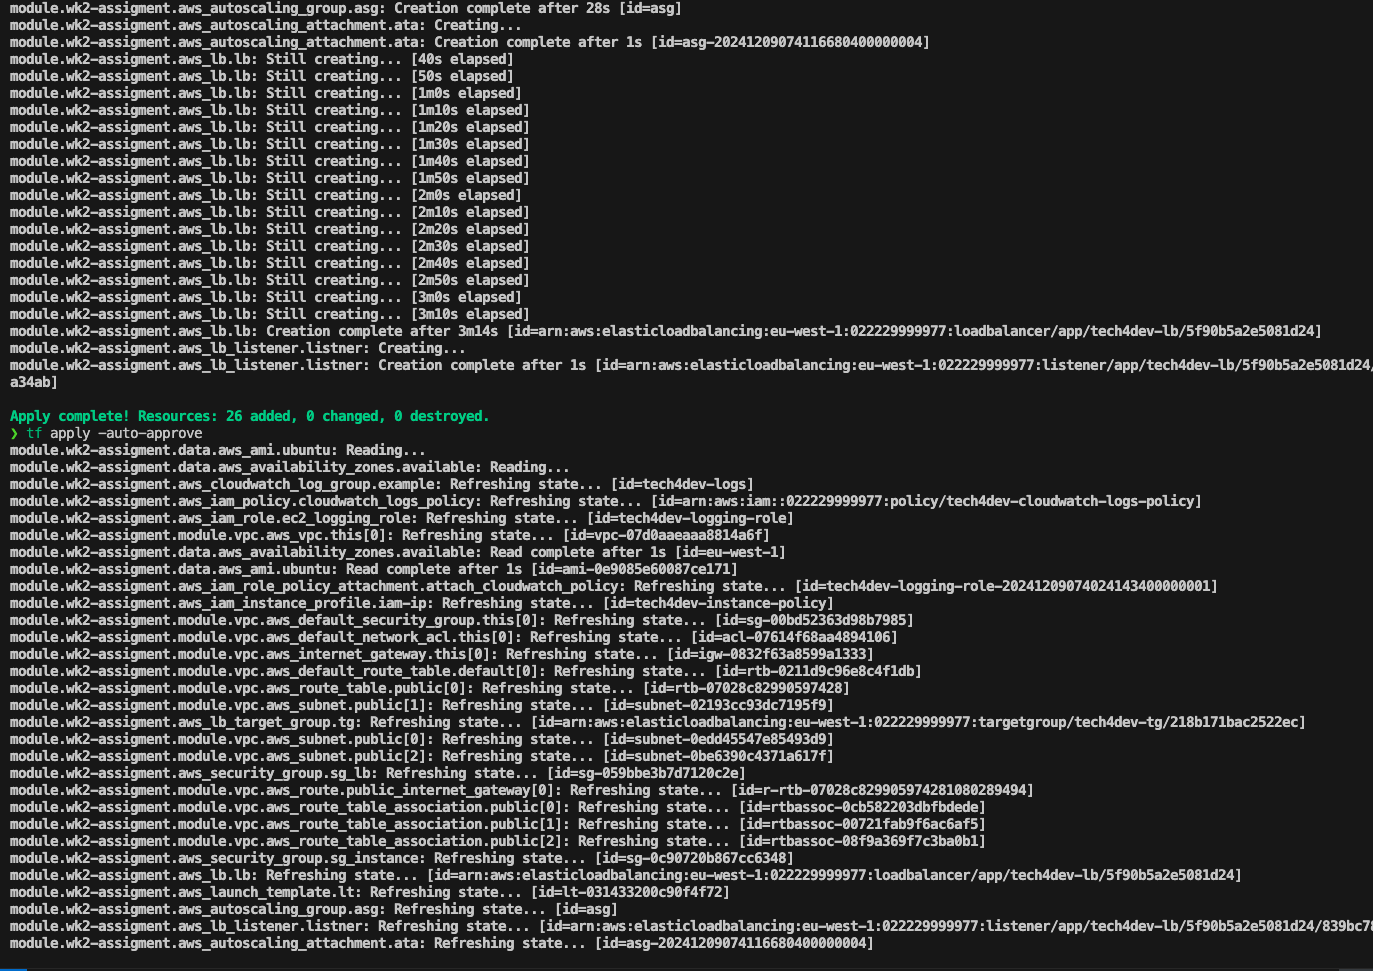 module.wk2-assigment.aws_autoscaling_group.asg: Creation complete after 28s [id=asg]
module.wk2-assigment.aws_autoscaling_attachment.ata: Creating...
module.wk2-assigment.aws_autoscaling_attachment.ata: Creation complete after 1s [id=asg-20241209074116680400000004]
module.wk2-assigment.aws_lb.lb: Still creating... [40s elapsed]
module.wk2-assigment.aws_lb.lb: Still creating... [50s elapsed]
module.wk2-assigment.aws_lb.lb: Still creating... [1m0s elapsed]
module.wk2-assigment.aws_lb.lb: Still creating... [1m10s elapsed]
module.wk2-assigment.aws_lb.lb: Still creating... [1m20s elapsed]
module.wk2-assigment.aws_lb.lb: Still creating... [1m30s elapsed]
module.wk2-assigment.aws_lb.lb: Still creating... [1m40s elapsed]
module.wk2-assigment.aws_lb.lb: Still creating... [1m50s elapsed]
module.wk2-assigment.aws_lb.lb: Still creating... [2m0s elapsed]
module.wk2-assigment.aws_lb.lb: Still creating... [2m10s elapsed]
module.wk2-assigment.aws_lb.lb: Still creating... [2m20s elapsed]
module.wk2-assigment.aws_lb.lb: Still creating... [2m30s elapsed]
module.wk2-assigment.aws_lb.lb: Still creating... [2m40s elapsed]
module.wk2-assigment.aws_lb.lb: Still creating... [2m50s elapsed]
module.wk2-assigment.aws_lb.lb: Still creating... [3m0s elapsed]
module.wk2-assigment.aws_lb.lb: Still creating... [3m10s elapsed]
module.wk2-assigment.aws_lb.lb: Creation complete after 3m14s [id=arn:aws:elasticloadbalancing:eu-west-1:022229999977:loadbalancer/app/tech4dev-lb/5f90b5a2e5081d24]
module.wk2-assigment.aws_lb_listener.listner: Creating...
module.wk2-assigment.aws_lb_listener.listner: Creation complete after 1s [id=arn:aws:elasticloadbalancing:eu-west-1:022229999977:listener/app/tech4dev-lb/5f90b5a2e5081d24/
a34ab]
Apply complete! Resources: 26 added, 0 changed, 0 destroyed.
❯ tf apply -auto-approve
module.wk2-assigment.data.aws_ami.ubuntu: Reading...
module.wk2-assigment.data.aws_availability_zones.available: Reading...
module.wk2-assigment.aws_cloudwatch_log_group.example: Refreshing state... [id=tech4dev-logs]
module.wk2-assigment.aws_iam_policy.cloudwatch_logs_policy: Refreshing state... [id=arn:aws:iam::022229999977:policy/tech4dev-cloudwatch-logs-policy]
module.wk2-assigment.aws_iam_role.ec2_logging_role: Refreshing state... [id=tech4dev-logging-role]
module.wk2-assigment.module.vpc.aws_vpc.this[0]: Refreshing state... [id=vpc-07d0aaeaaa8814a6f]
module.wk2-assigment.data.aws_availability_zones.available: Read complete after 1s [id=eu-west-1]
module.wk2-assigment.data.aws_ami.ubuntu: Read complete after 1s [id=ami-0e9085e60087ce171]
module.wk2-assigment.aws_iam_role_policy_attachment.attach_cloudwatch_policy: Refreshing state... [id=tech4dev-logging-role-20241209074024143400000001]
module.wk2-assigment.aws_iam_instance_profile.iam-ip: Refreshing state... [id=tech4dev-instance-policy]
module.wk2-assigment.module.vpc.aws_default_security_group.this[0]: Refreshing state... [id=sg-00bd52363d98b7985]
module.wk2-assigment.module.vpc.aws_default_network_acl.this[0]: Refreshing state... [id=acl-07614f68aa4894106]
module.wk2-assigment.module.vpc.aws_internet_gateway.this[0]: Refreshing state... [id=igw-0832f63a8599a1333]
module.wk2-assigment.module.vpc.aws_default_route_table.default[0]: Refreshing state... [id=rtb-0211d9c96e8c4f1db]
module.wk2-assigment.module.vpc.aws_route_table.public[0]: Refreshing state... [id=rtb-07028c82990597428]
module.wk2-assigment.module.vpc.aws_subnet.public[1]: Refreshing state... [id=subnet-02193cc93dc7195f9]
module.wk2-assigment.aws_lb_target_group.tg: Refreshing state... [id=arn:aws:elasticloadbalancing:eu-west-1:022229999977:targetgroup/tech4dev-tg/218b171bac2522ec]
module.wk2-assigment.module.vpc.aws_subnet.public[0]: Refreshing state... [id=subnet-0edd45547e85493d9]
module.wk2-assigment.module.vpc.aws_subnet.public[2]: Refreshing state... [id=subnet-0be6390c4371a617f]
module.wk2-assigment.aws_security_group.sg_lb: Refreshing state... [id=sg-059bbe3b7d7120c2e]
module.wk2-assigment.module.vpc.aws_route.public_internet_gateway[0]: Refreshing state... [id=r-rtb-07028c829905974281080289494]
module.wk2-assigment.module.vpc.aws_route_table_association.public[0]: Refreshing state... [id=rtbassoc-0cb582203dbfbdede]
module.wk2-assigment.module.vpc.aws_route_table_association.public[1]: Refreshing state... [id=rtbassoc-00721fab9f6ac6af5]
module.wk2-assigment.module.vpc.aws_route_table_association.public[2]: Refreshing state... [id=rtbassoc-08f9a369f7c3ba0b1]
module.wk2-assigment.aws_security_group.sg_instance: Refreshing state... [id=sg-0c90720b867cc6348]
module.wk2-assigment.aws_lb.lb: Refreshing state... [id=arn:aws:elasticloadbalancing:eu-west-1:022229999977:loadbalancer/app/tech4dev-lb/5f90b5a2e5081d24]
module.wk2-assigment.aws_launch_template.lt: Refreshing state... [id=lt-031433200c90f4f72]
module.wk2-assigment.aws_autoscaling_group.asg: Refreshing state... [id=asg]
module.wk2-assigment.aws_lb_listener.listner: Refreshing state... [id=arn:aws:elasticloadbalancing:eu-west-1:022229999977:listener/app/tech4dev-lb/5f90b5a2e5081d24/839bc78
module.wk2-assigment.aws_autoscaling_attachment.ata: Refreshing state... [id=asg-20241209074116680400000004]